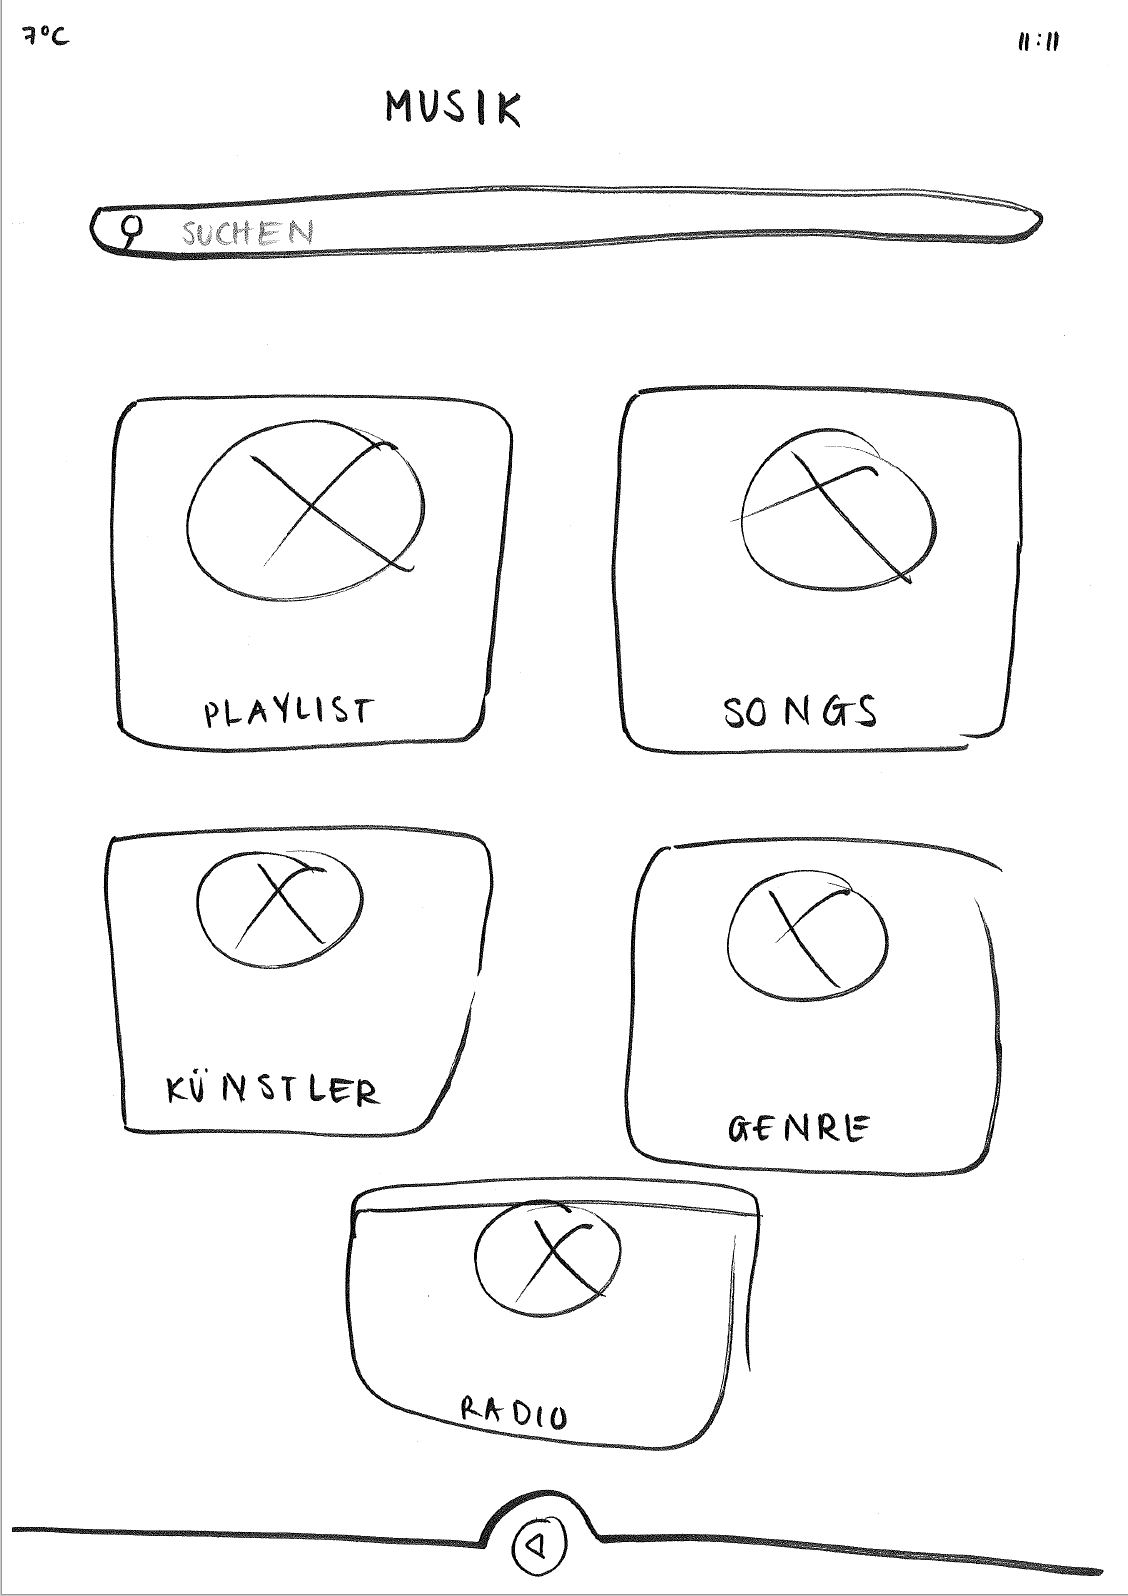 7°C
11:11
MUSIK
SUCHEN
PLAYLIST
SONGS
KÜNSTLER
GENRE
RADIO